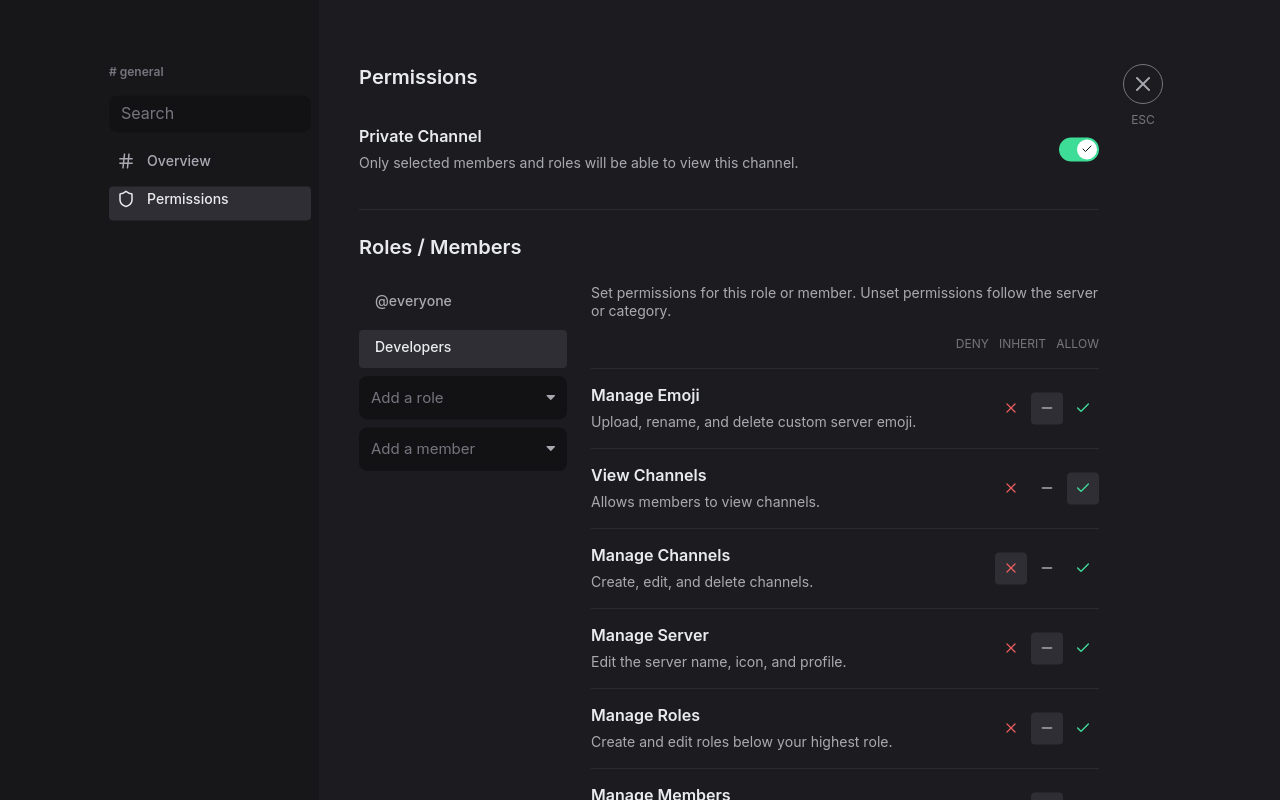 # general
Search
Overview
Permissions
Permissions
ESC
Private Channel
Only selected members and roles will be able to view this channel.
Roles / Members
@everyone
Developers
Add a role
Add a member
Set permissions for this role or member. Unset permissions follow the server
or category.
DENY INHERIT ALLOW
Manage Emoji
Upload, rename, and delete custom server emoji.
View Channels
Allows members to view channels.
Manage Channels
Create, edit, and delete channels.
Manage Server
Edit the server name, icon, and profile.
Manage Roles
Create and edit roles below your highest role.
Manage Members